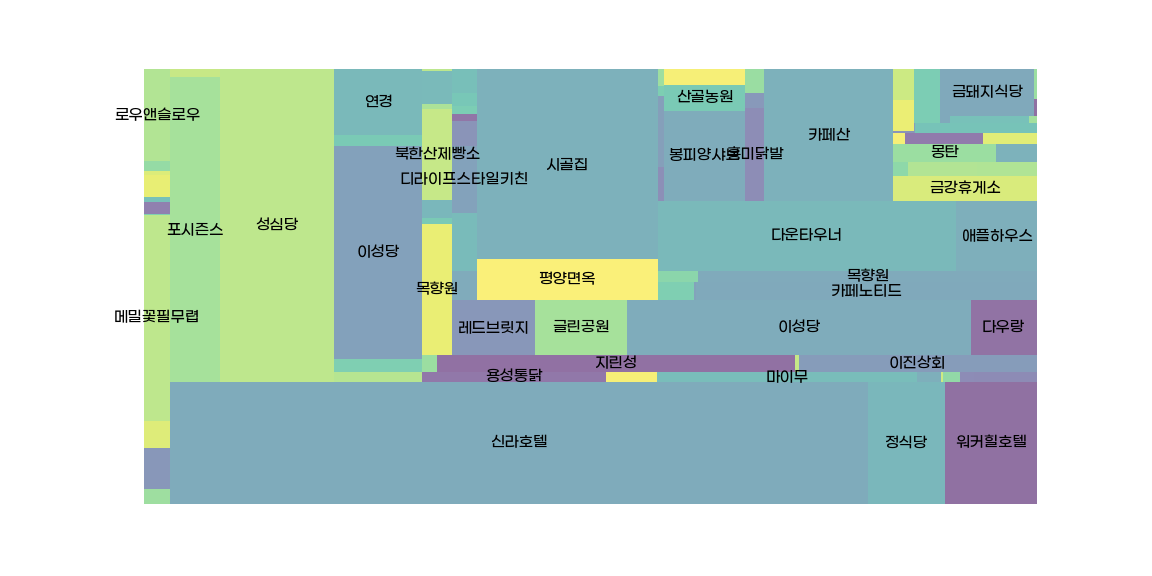 로우앤슬로우
메밀꽃필무렵
포시즌스
성심당
연경
이성당
북한산제빵소
디라이프스타일키친
목향원
시골집
평양면옥
레드브릿지
글린공원
산골농원
봉피양
홍미닭발
카페산
금돼지식당
몽탄
금강휴게소
다운타우너
애플하우스
목향원
카페노티드
이성당
다우랑
지린성
이진상회
용성통닭
마이무
신라호텔
정식당
워커힐호텔